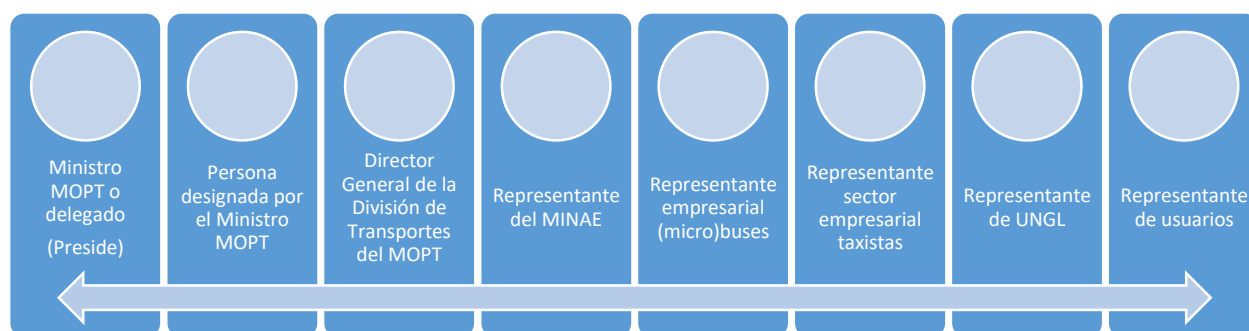 Ministro
MOPT o
delegado
(Preside)
Persona
designada por
el Ministro
MOPT
Director
General de la
División de
Transportes
del MOPT
Representante
del MINAE
Representante
empresarial
(micro)buses
Representante
sector
empresarial
taxistas
Representante
de UNGL
Representante
de usuarios